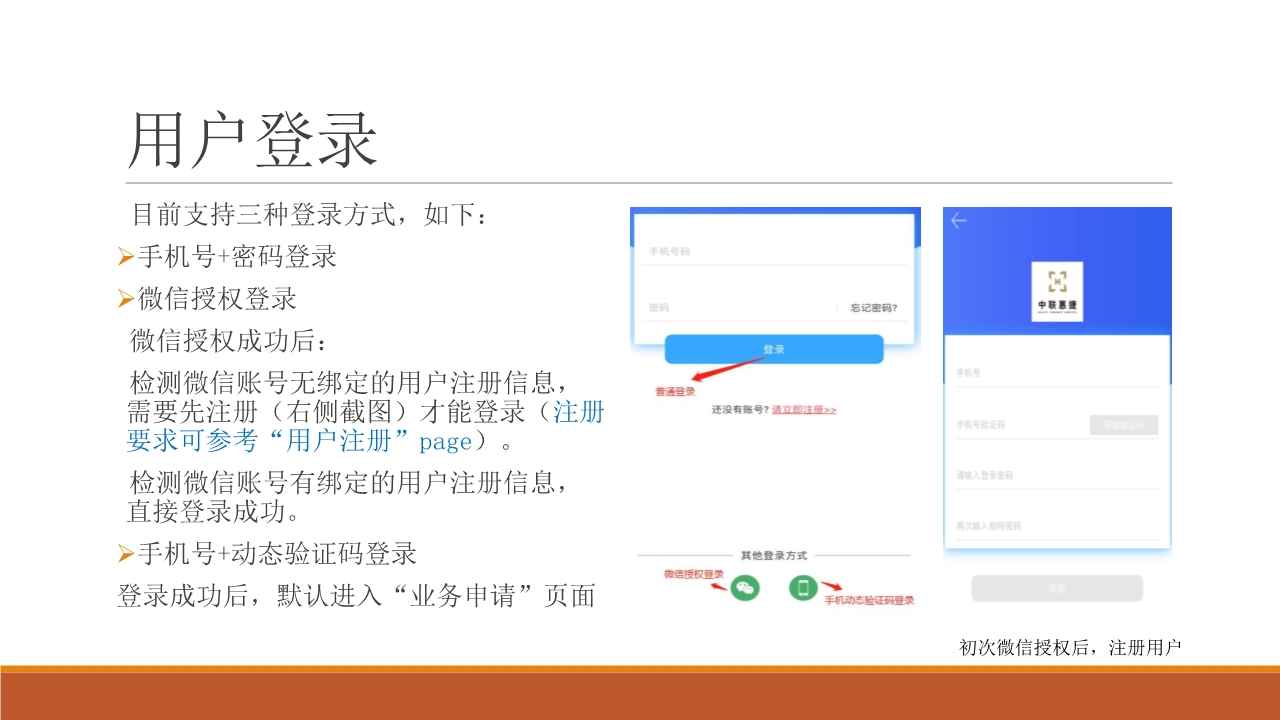 用户登录
目前支持三种登录方式，如下：
手机号+密码登录
微信授权登录
微信授权成功后：
检测微信账号无绑定的用户注册信息，
需要先注册（右侧截图）才能登录（注册
要求可参考“用户注册”page）。
检测微信账号有绑定的用户注册信息，
直接登录成功。
手机号+动态验证码登录
登录成功后，默认进入“业务申请”页面
手机号码
密码
忘记密码?
登录
普通登录
还没有账号? 请立即注册>>
其他登录方式
微信授权登录
手机动态验证码登录
中联惠捷
手机号
手机号验证码
获取验证码
请输入登录密码
再次输入相同密码
初次微信授权后，注册用户